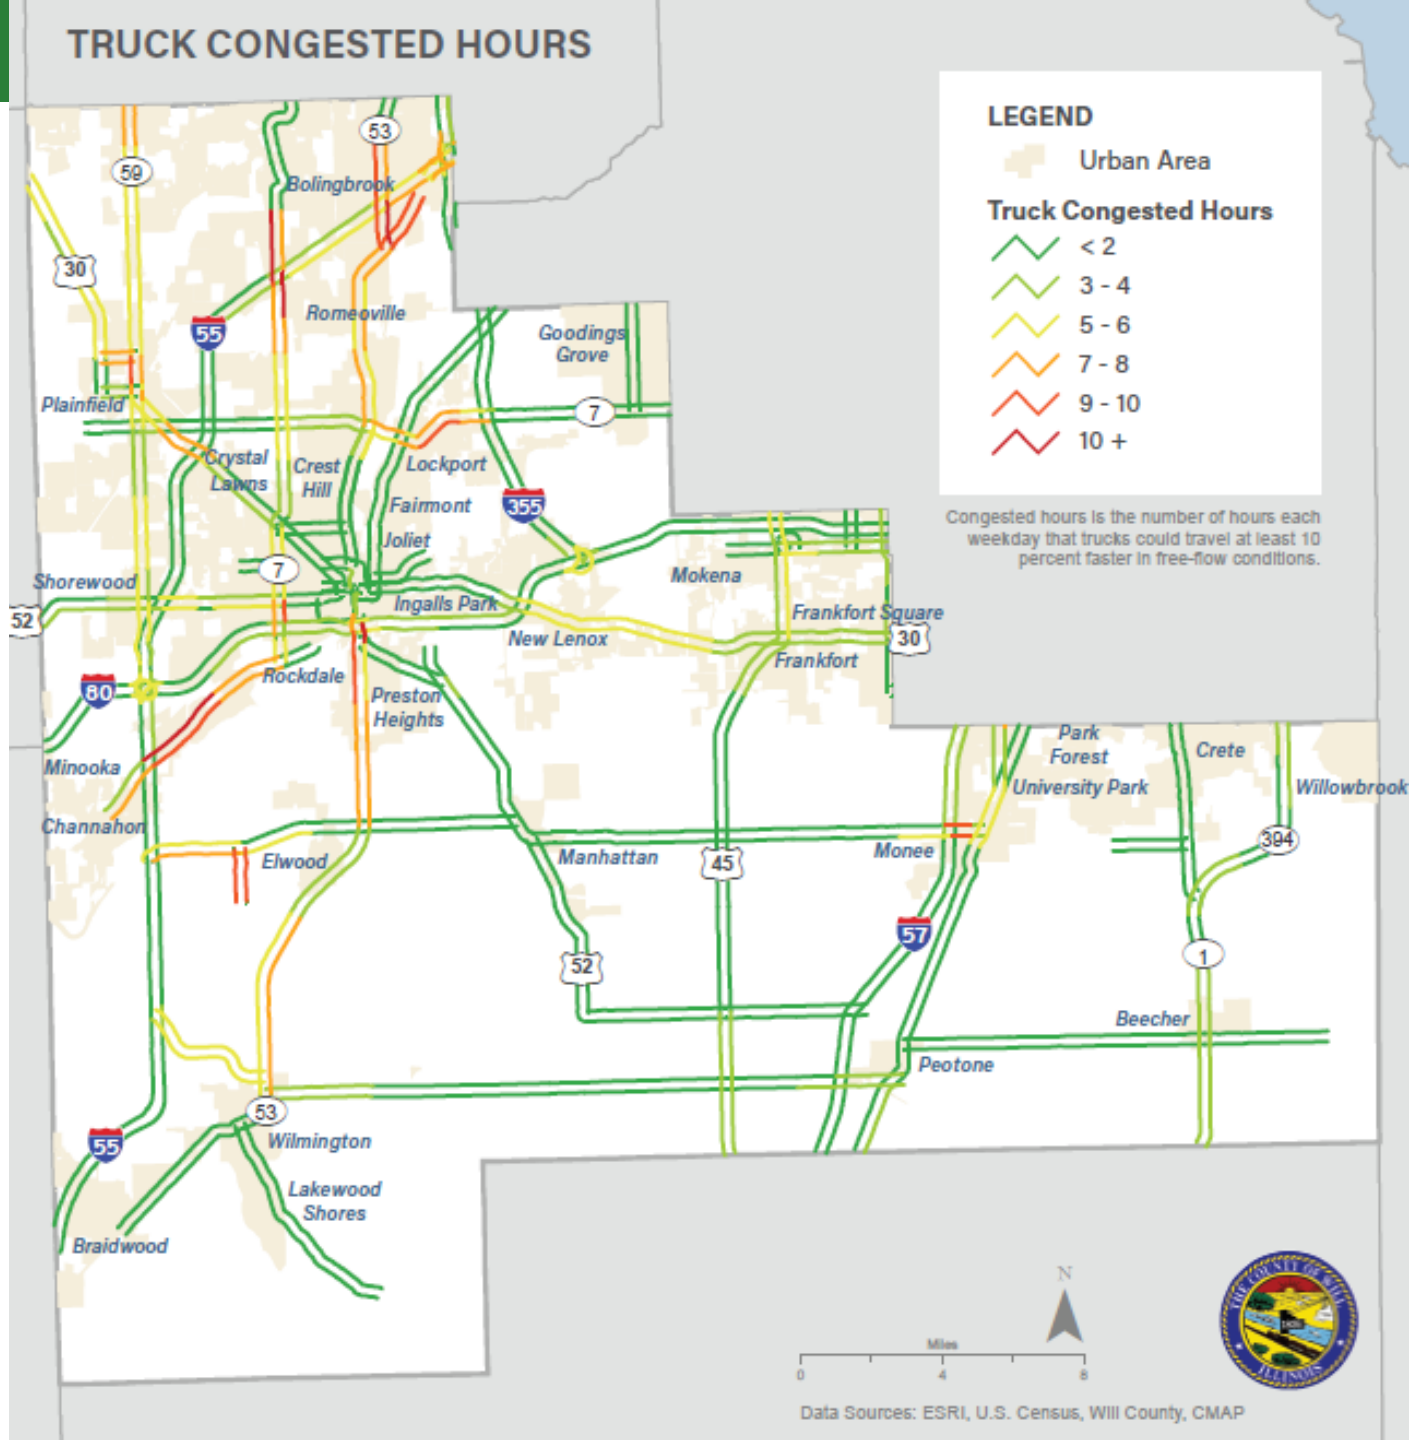 TRUCK CONGESTED HOURS
LEGEND
Urban Area
Truck Congested Hours
< 2
3 - 4
5 - 6
7 - 8
9 - 10
10 +
Congested hours is the number of hours each
weekday that trucks could travel at least 10
percent faster in free-flow conditions.
53
59
Bolingbrook
30
Romeoville
55
Goodings
Grove
Plainfield
7
Crystal
Lawns
Crest
Hill
Lockport
Fairmont
355
Joliet
7
Shorewood
Mokena
52
Ingalls Park
Frankfort Square
New Lenox
30
Frankfort
Rockdale
80
Preston
Heights
Minooka
Park
Forest
Crete
University Park
Willowbrook
Channahon
Elwood
Manhattan
45
Monee
394
57
52
1
Beecher
Peotone
53
55
Wilmington
Lakewood
Shores
Braidwood
N
Miles
0
4
8
THE COUNTY OF WILL
ILLINOIS
Data Sources: ESRI, U.S. Census, Will County, CMAP